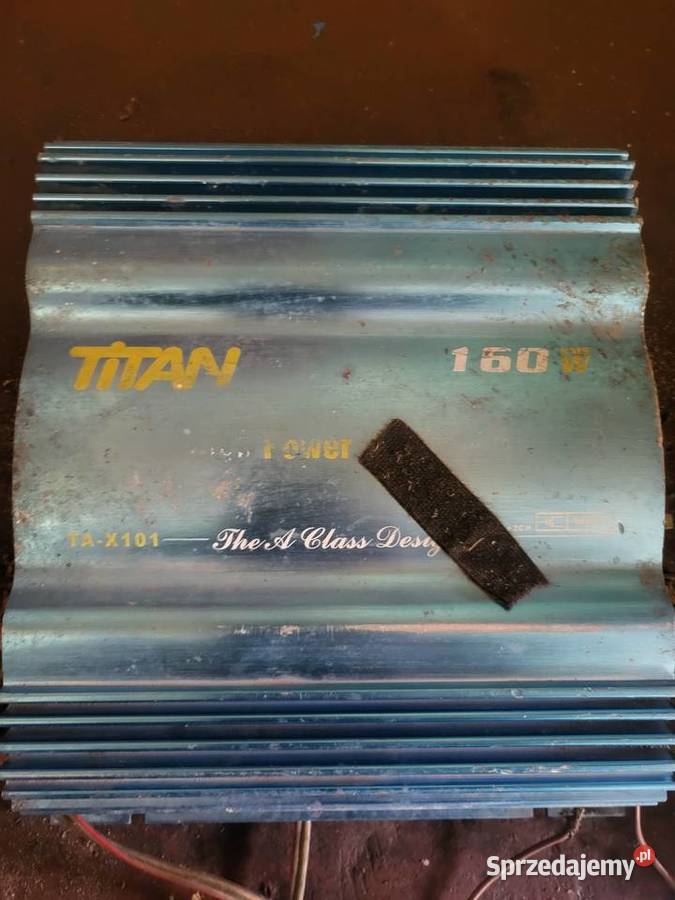 TITAN 160 W
Power
TA-X101 The A Class Desig
Sprzedajemy.pl